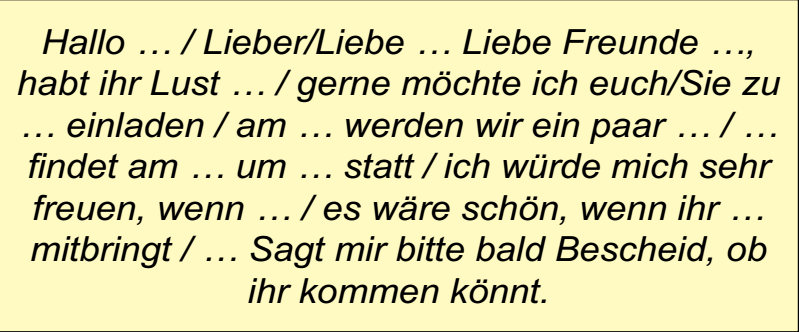 Hallo … / Lieber/Liebe … Liebe Freunde …,
habt ihr Lust … / gerne möchte ich euch/Sie zu
… einladen / am … werden wir ein paar … / …
findet am … um … statt / ich würde mich sehr
freuen, wenn … / es wäre schön, wenn ihr …
mitbringt / … Sagt mir bitte bald Bescheid, ob
ihr kommen könnt.